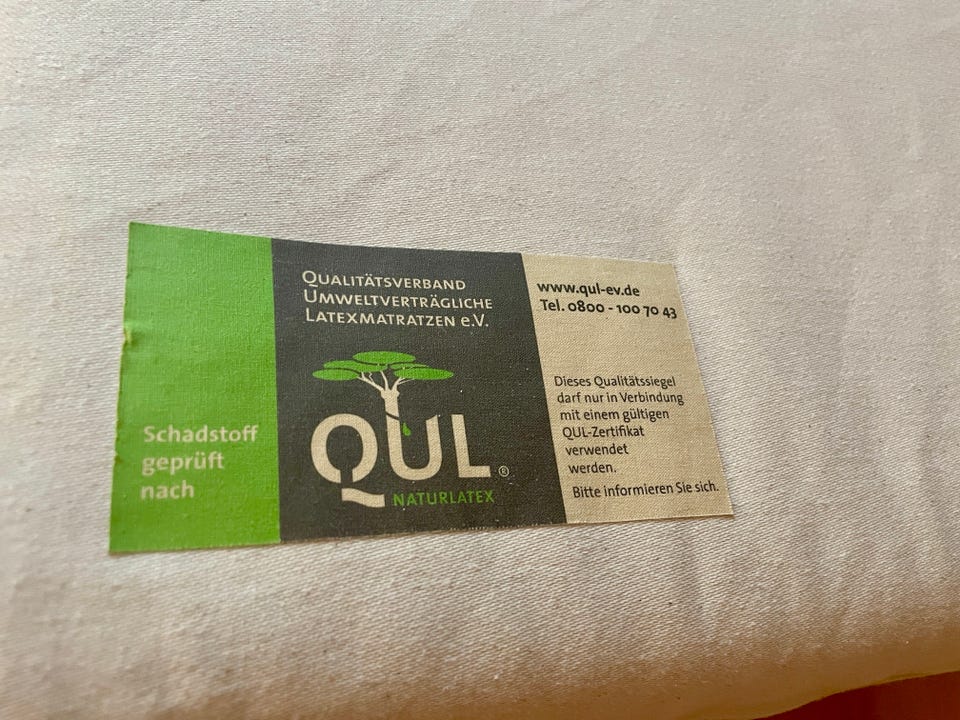 Schadstoff
geprüft
nach
QUALITÄTSVERBAND
UMWELTVERTRÄGLICHE
LATEXMATRATZEN e.V.
QUL®
NATURLATEX
www.qul-ev.de
Tel. 0800 - 100 70 43
Dieses Qualitätssiegel
darf nur in Verbindung
mit einem gültigen
QUL-Zertifikat
verwendet
werden.
Bitte informieren Sie sich.